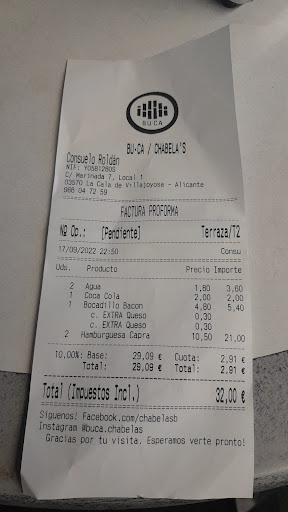 BU·CA
BU-CA / CHABELA'S
Consuelo Roldán
NIF: Y0581280S
C/ Marinada 7, Local 1
03570 La Cala de Villajoyosa - Alicante
966 04 72 59
FACTURA PROFORMA
Nº Op.: [Pendiente] Terraza/T2
17/09/2022 22:50 Consu
Uds. Producto Precio Importe
2 Agua 1,80 3,60
1 Coca Cola 2,00 2,00
1 Bocadillo Bacon 4,80 5,40
c. EXTRA Queso 0,30
c. EXTRA Queso 0,30
2 Hamburguesa Capra 10,50 21,00
10,00% Base: 29,09 € Cuota: 2,91 €
Total: 29,09 € Total: 2,91 €
Total (Impuestos Incl.) 32,00 €
Síguenos! Facebook.com/chabelasb
Instagram @buca.chabelas
Gracias por tu visita. Esperamos verte pronto!